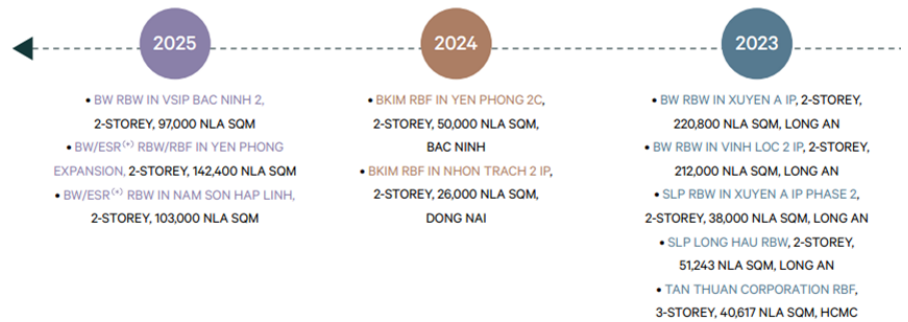 2025
• BW RBW IN VSIP BAC NINH 2,
2-STOREY, 97,000 NLA SQM
• BW/ESR(*) RBW/RBF IN YEN PHONG
EXPANSION, 2-STOREY, 142,400 NLA SQM
• BW/ESR(*) RBW IN NAM SON HAP LINH,
2-STOREY, 103,000 NLA SQM
2024
• BKIM RBF IN YEN PHONG 2C,
2-STOREY, 50,000 NLA SQM,
BAC NINH
• BKIM RBF IN NHON TRACH 2 IP,
2-STOREY, 26,000 NLA SQM,
DONG NAI
2023
• BW RBW IN XUYEN A IP, 2-STOREY,
220,800 NLA SQM, LONG AN
• BW RBW IN VINH LOC 2 IP, 2-STOREY,
212,000 NLA SQM, LONG AN
• SLP RBW IN XUYEN A IP PHASE 2,
2-STOREY, 38,000 NLA SQM, LONG AN
• SLP LONG HAU RBW, 2-STOREY,
51,243 NLA SQM, LONG AN
• TAN THUAN CORPORATION RBF,
3-STOREY, 40,617 NLA SQM, HCMC